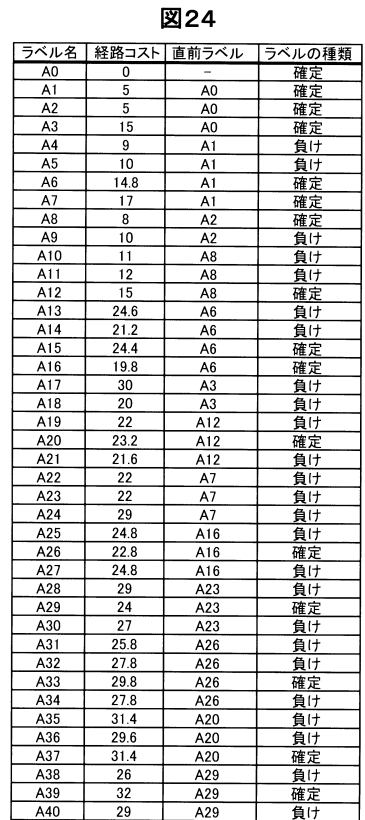 図24
ラベル名 経路コスト 直前ラベル ラベルの種類
A0 0 － 確定
A1 5 A0 確定
A2 5 A0 確定
A3 15 A0 確定
A4 9 A1 負け
A5 10 A1 負け
A6 14.8 A1 確定
A7 17 A1 確定
A8 8 A2 確定
A9 10 A2 負け
A10 11 A8 負け
A11 12 A8 負け
A12 15 A8 確定
A13 24.6 A6 負け
A14 21.2 A6 負け
A15 24.4 A6 確定
A16 19.8 A6 確定
A17 30 A3 負け
A18 20 A3 負け
A19 22 A12 負け
A20 23.2 A12 確定
A21 21.6 A12 負け
A22 22 A7 負け
A23 22 A7 負け
A24 29 A7 負け
A25 24.8 A16 負け
A26 22.8 A16 確定
A27 24.8 A16 負け
A28 29 A23 負け
A29 24 A23 確定
A30 27 A23 負け
A31 25.8 A26 負け
A32 27.8 A26 負け
A33 29.8 A26 確定
A34 27.8 A26 負け
A35 31.4 A20 負け
A36 29.6 A20 負け
A37 31.4 A20 確定
A38 26 A29 負け
A39 32 A29 確定
A40 29 A29 負け